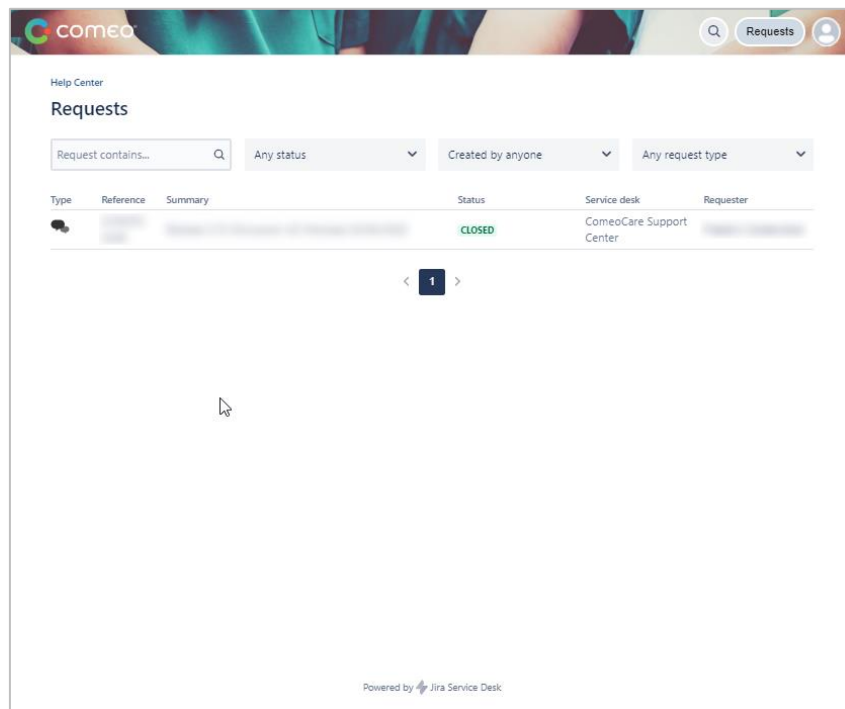 comeo
Requests
Help Center
Requests
Request contains...
Any status
Created by anyone
Any request type
Type Reference Summary Status Service desk Requester
CLOSED
ComeoCare Support
Center
1
Powered by Jira Service Desk